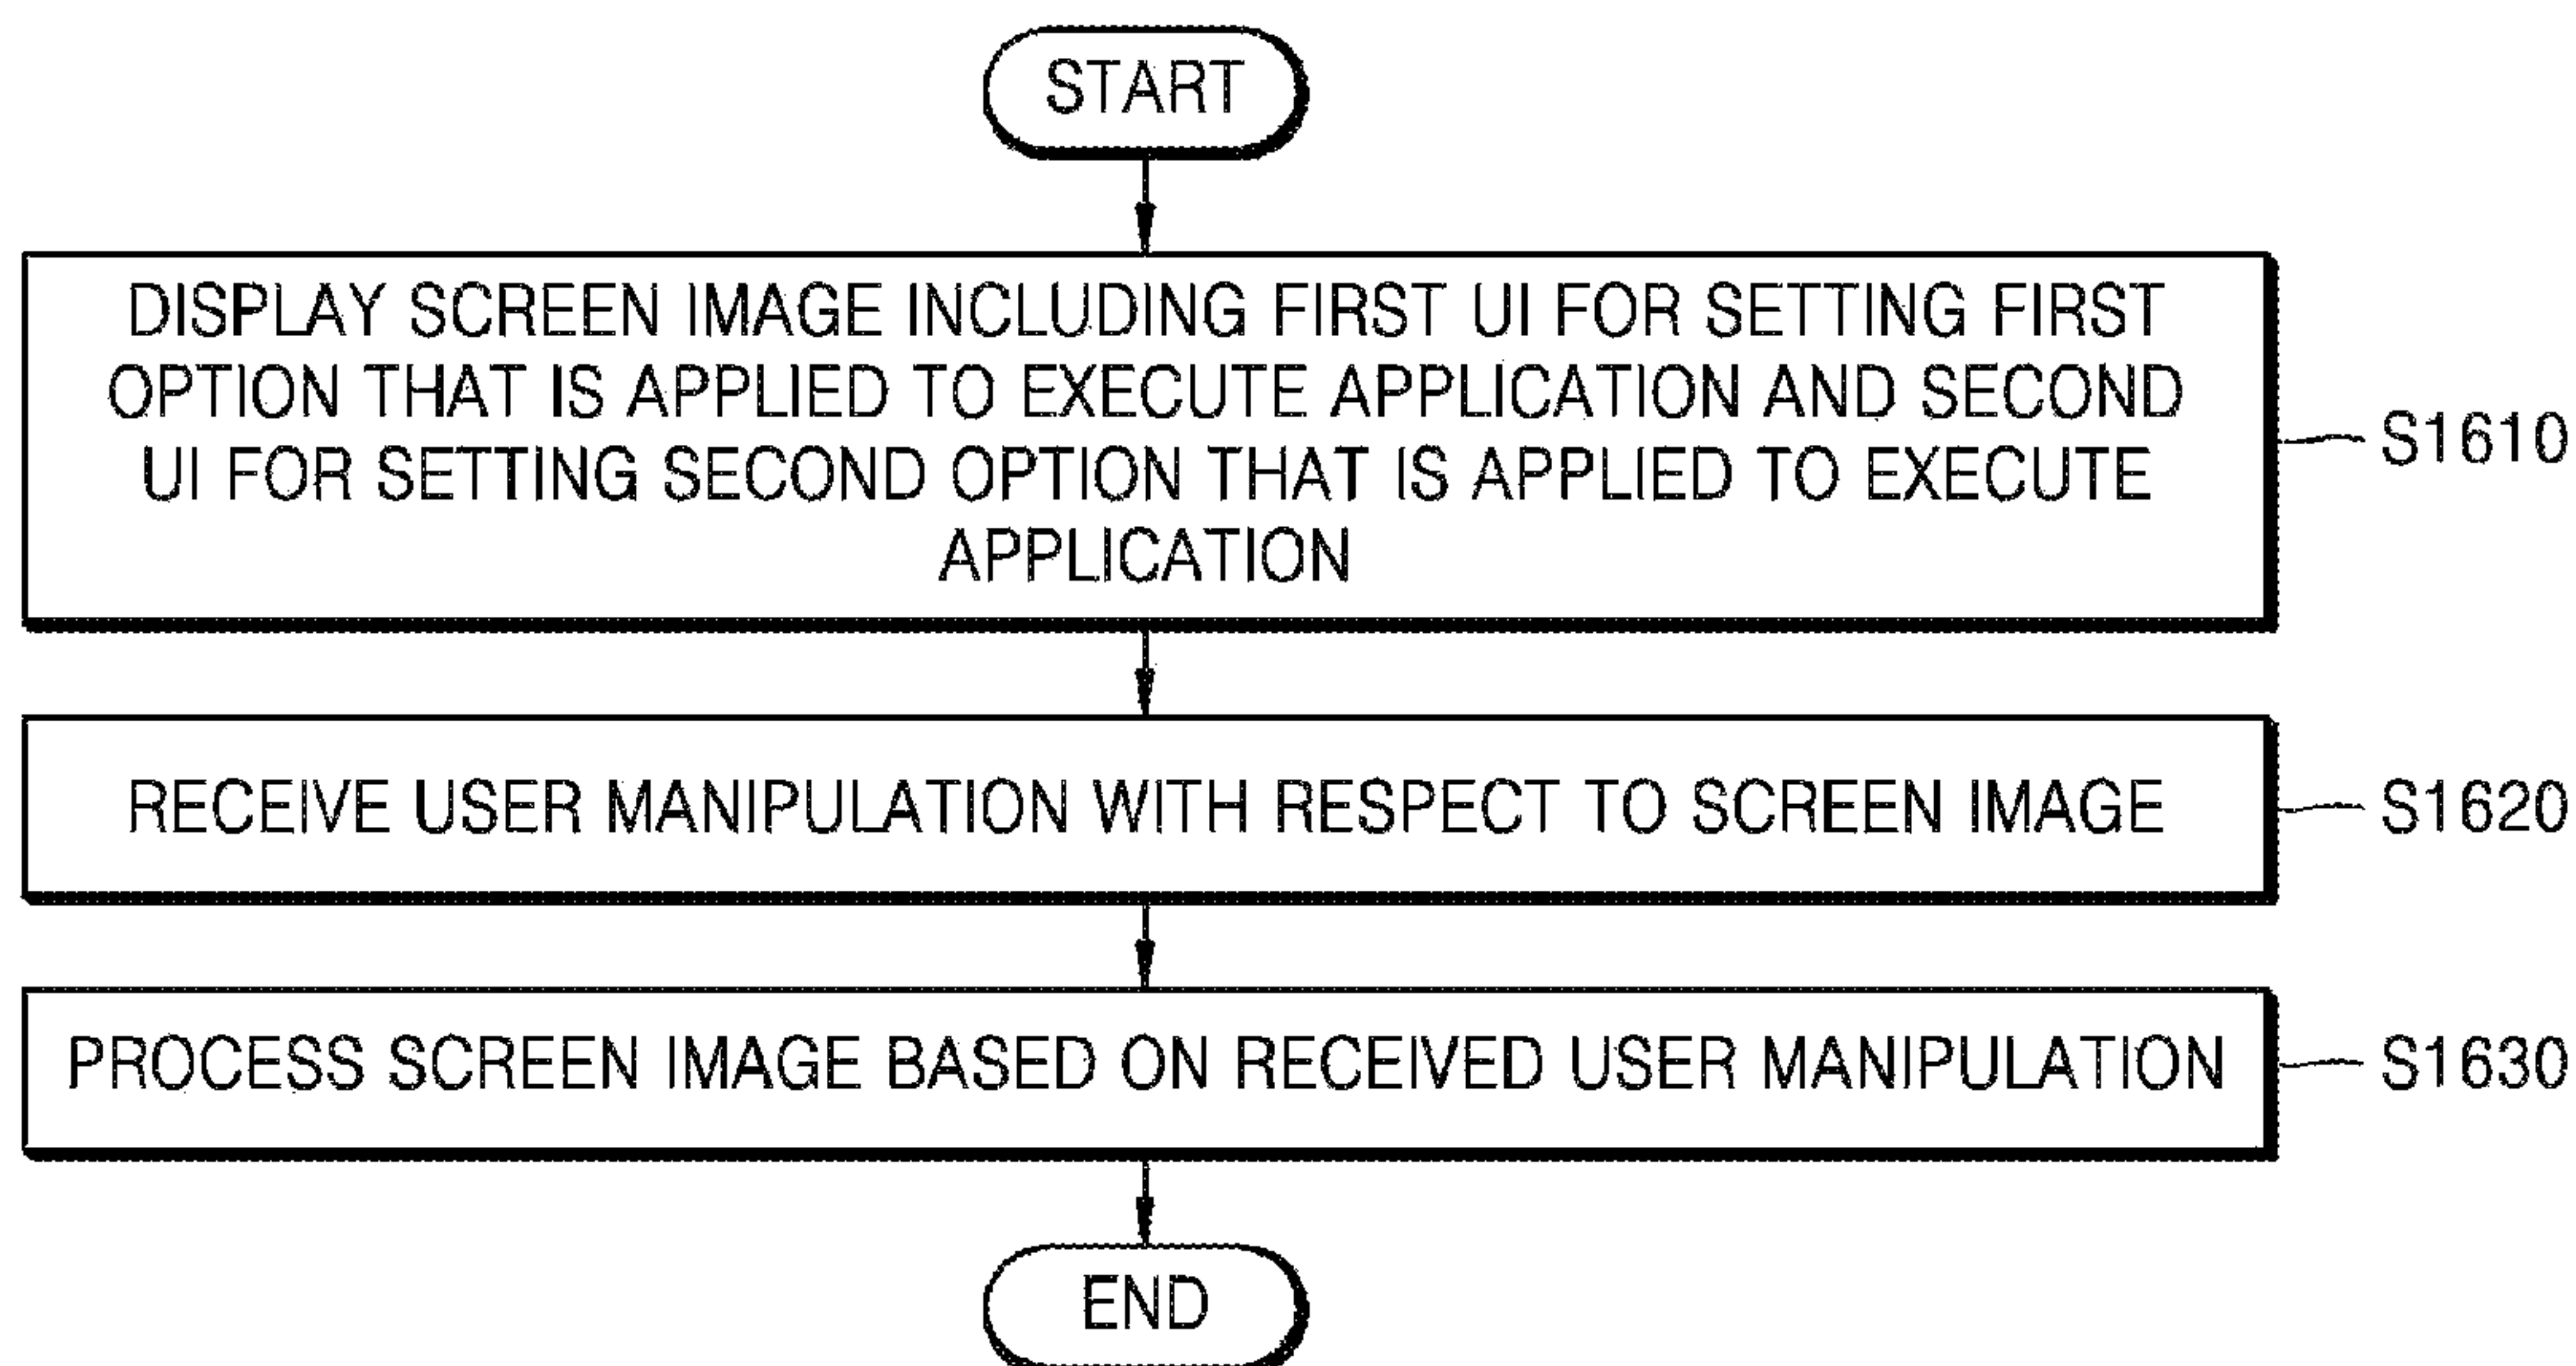 START
DISPLAY SCREEN IMAGE INCLUDING FIRST UI FOR SETTING FIRST
OPTION THAT IS APPLIED TO EXECUTE APPLICATION AND SECOND
UI FOR SETTING SECOND OPTION THAT IS APPLIED TO EXECUTE
APPLICATION
S1610
RECEIVE USER MANIPULATION WITH RESPECT TO SCREEN IMAGE
S1620
PROCESS SCREEN IMAGE BASED ON RECEIVED USER MANIPULATION
S1630
END